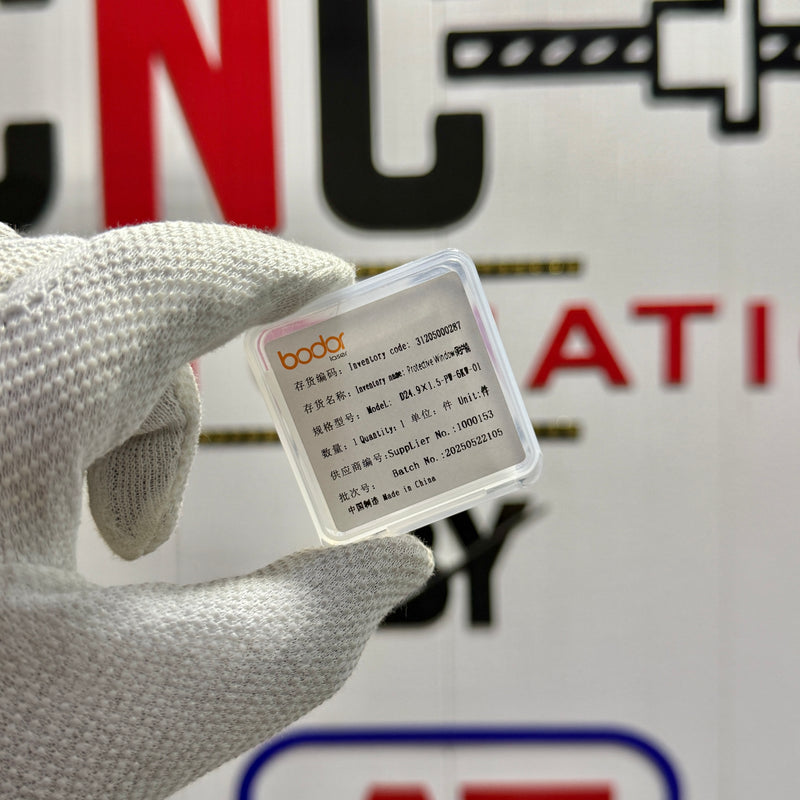 CNC
ATI
bodor
laser
存货编码: Inventory code: 31205000287
存货名称: Inventory name: Protective Window保护镜
规格型号: Model: D24.9X1.5-PW-6KW-01
数量: 1 Quantity: 1 单位: 件 Unit: 件
供应商编号:Supplier No.:1000153
批次号: Batch No.:20250522105
中国制造 Made in China